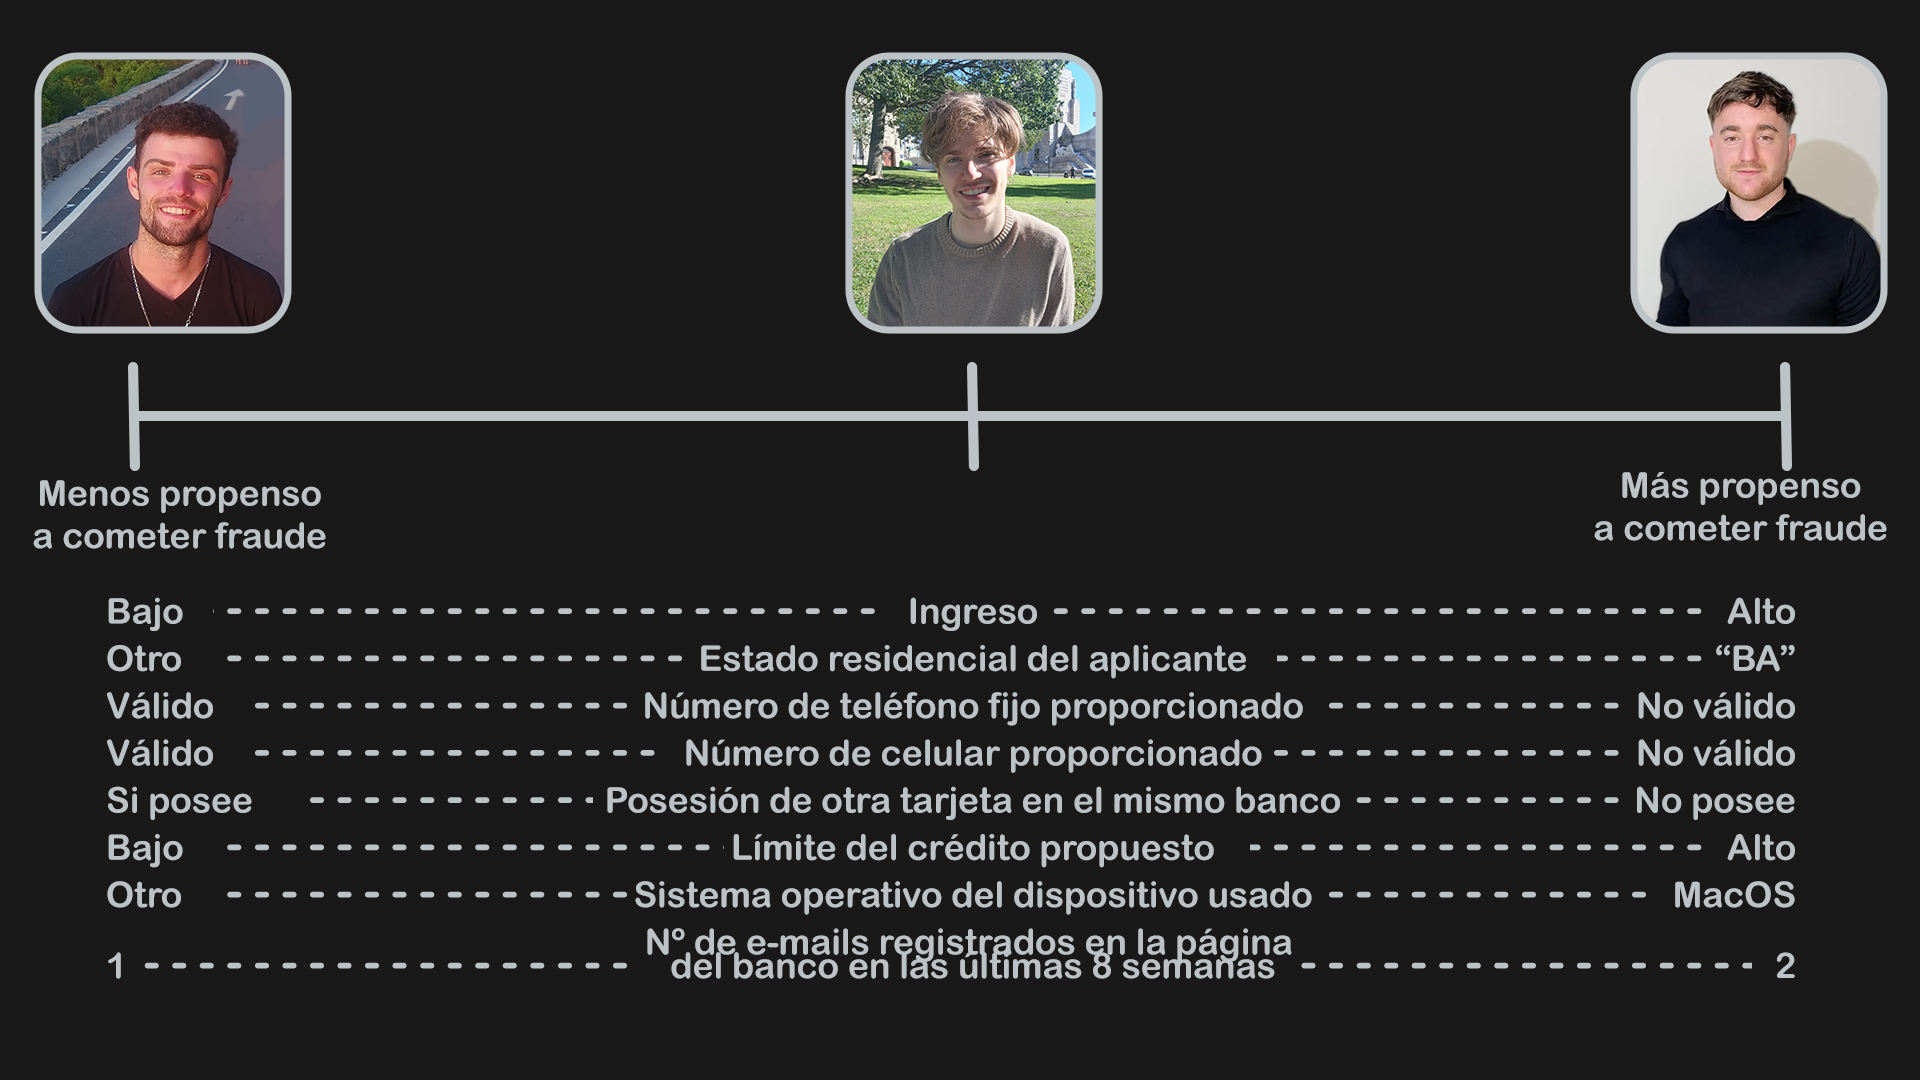 Menos propenso
a cometer fraude
Más propenso
a cometer fraude
Bajo Ingreso Alto
Otro Estado residencial del aplicante “BA”
Válido Número de teléfono fijo proporcionado No válido
Válido Número de celular proporcionado No válido
Si posee Posesión de otra tarjeta en el mismo banco No posee
Bajo Límite del crédito propuesto Alto
Otro Sistema operativo del dispositivo usado MacOS
Nº de e-mails registrados en la página
1 del banco en las últimas 8 semanas 2